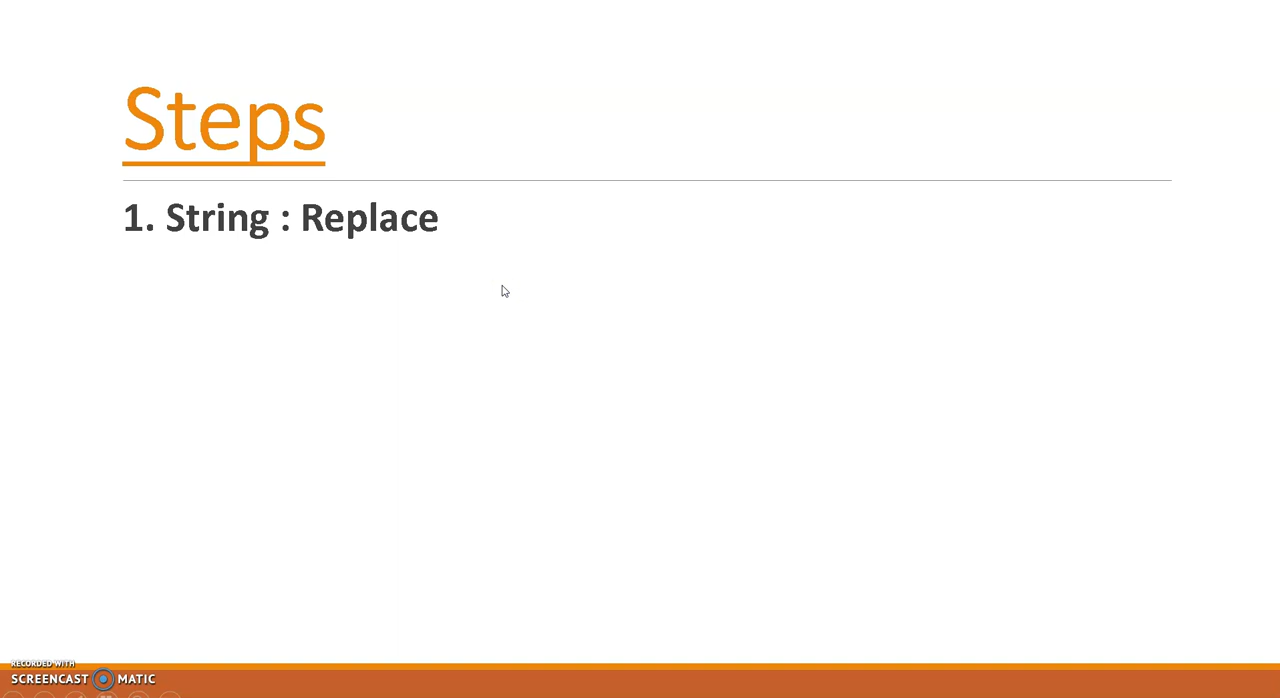 Steps
1. String : Replace
RECORDED WITH
SCREENCAST MATIC